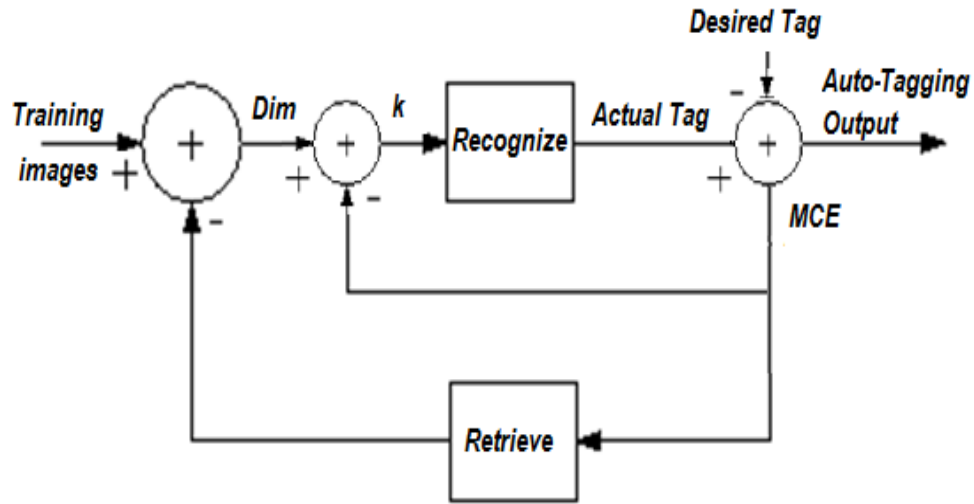 Desired Tag
Training
images
+
-
+
Dim
+
-
+
k
Recognize
Actual Tag
-
+
+
Auto-Tagging
Output
MCE
Retrieve